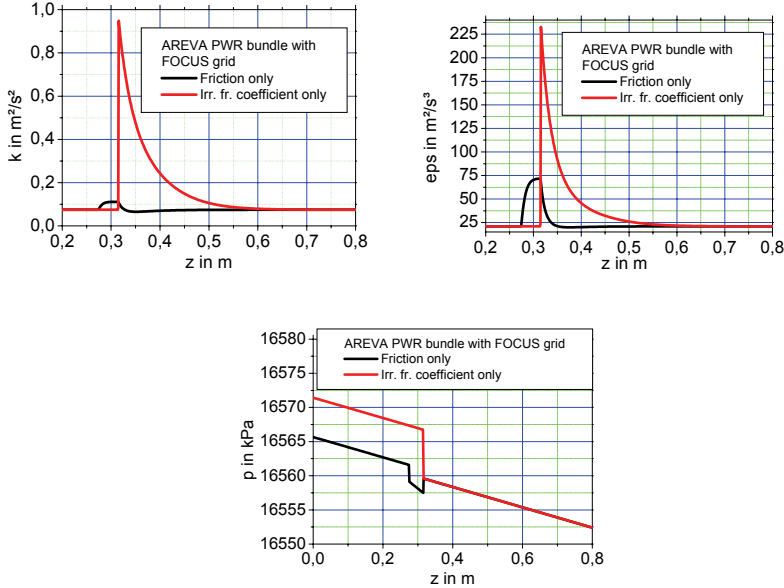 AREVA PWR bundle with
FOCUS grid
Friction only
Irr. fr. coefficient only
k in m²/s²
1,0
0,8
0,6
0,4
0,2
0,0
0,2 0,3 0,4 0,5 0,6 0,7 0,8
z in m
AREVA PWR bundle with
FOCUS grid
Friction only
Irr. fr. coefficient only
eps in m²/s³
225
200
175
150
125
100
75
50
25
0,2 0,3 0,4 0,5 0,6 0,7 0,8
z in m
AREVA PWR bundle with FOCUS grid
Friction only
Irr. fr. coefficient only
p in kPa
16580
16575
16570
16565
16560
16555
16550
0,0 0,2 0,4 0,6 0,8
z in m